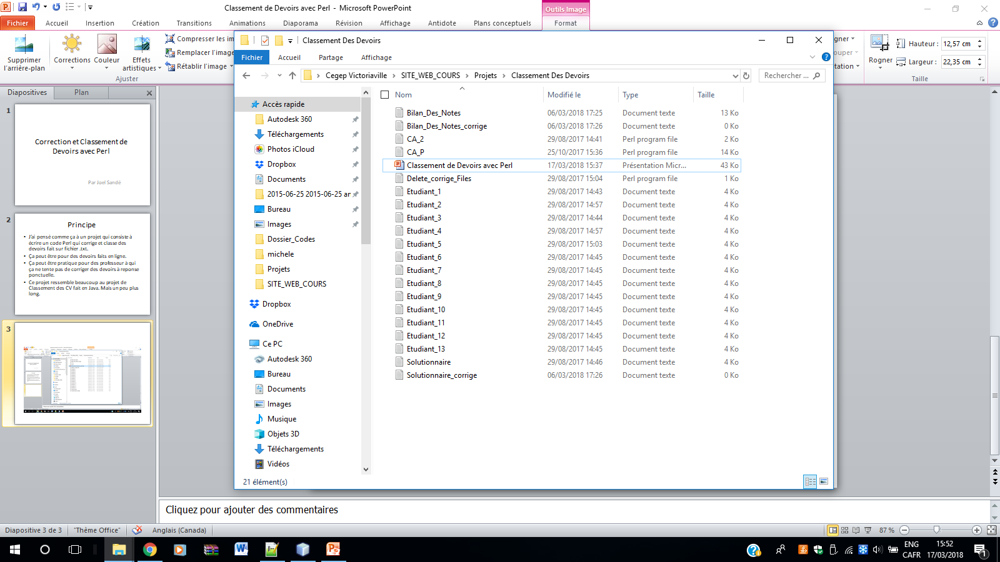 Classement de Devoirs avec Perl - Microsoft PowerPoint
Outils Image
Fichier
Accueil
Insertion
Création
Transitions
Animations
Diaporama
Révision
Affichage
Antidote
Plans conceptuels
Format
Supprimer
l'arrière-plan
Corrections
Couleur
Effets
artistiques
Compresser les im
Remplacer l'image
Rétablir l'image
Ajuster
Rogner
Hauteur :
12,57 cm
Largeur :
22,35 cm
Taille
Diapositives
Plan
1
Correction et Classement de
Devoirs avec Perl
Par Joel Sandé
2
Principe
• J'ai pensé comme ça à un projet qui consiste à
écrire un code Perl qui corrige et classe des
devoirs fait sur fichier .txt.
• Ça peut être pour des devoirs faits en ligne.
• Ça peut être pratique pour des professeur à qui
ça ne tente pas de corriger des devoirs à reponse
ponctuelle.
• Ce projet ressemble beaucoup au projet de
Classement des CV fait en Java. Mais un peu plus
long.
3
Classement Des Devoirs
Fichier
Accueil
Partage
Affichage
Cegep Victoriaville
SITE_WEB_COURS
Projets
Classement Des Devoirs
Rechercher ...
Accès rapide
Autodesk 360
Téléchargements
Photos iCloud
Dropbox
Documents
2015-06-25 2015-06-25 ar
Bureau
Images
Dossier_Codes
michele
Projets
SITE_WEB_COURS
Dropbox
OneDrive
Ce PC
Autodesk 360
Bureau
Documents
Images
Musique
Objets 3D
Téléchargements
Vidéos
Nom Modifié le Type Taille
Bilan_Des_Notes 06/03/2018 17:25 Document texte 13 Ko
Bilan_Des_Notes_corrige 06/03/2018 17:26 Document texte 0 Ko
CA_2 29/08/2017 14:41 Perl program file 2 Ko
CA_P 25/10/2017 15:36 Perl program file 14 Ko
Classement de Devoirs avec Perl 17/03/2018 15:37 Présentation Micr... 43 Ko
Delete_corrige_Files 29/08/2017 15:04 Perl program file 1 Ko
Etudiant_1 29/08/2017 14:43 Document texte 4 Ko
Etudiant_2 29/08/2017 14:57 Document texte 4 Ko
Etudiant_3 29/08/2017 14:44 Document texte 4 Ko
Etudiant_4 29/08/2017 14:57 Document texte 4 Ko
Etudiant_5 29/08/2017 15:03 Document texte 4 Ko
Etudiant_6 29/08/2017 14:45 Document texte 4 Ko
Etudiant_7 29/08/2017 14:45 Document texte 4 Ko
Etudiant_8 29/08/2017 14:45 Document texte 4 Ko
Etudiant_9 29/08/2017 14:45 Document texte 4 Ko
Etudiant_10 29/08/2017 14:45 Document texte 4 Ko
Etudiant_11 29/08/2017 14:45 Document texte 4 Ko
Etudiant_12 29/08/2017 14:45 Document texte 4 Ko
Etudiant_13 29/08/2017 14:45 Document texte 4 Ko
Solutionnaire 29/08/2017 14:46 Document texte 4 Ko
Solutionnaire_corrige 06/03/2018 17:26 Document texte 0 Ko
21 élément(s)
Cliquez pour ajouter des commentaires
Diapositive 3 de 3
"Thème Office"
Anglais (Canada)
87 %
ENG
CAFR
15:52
17/03/2018
1